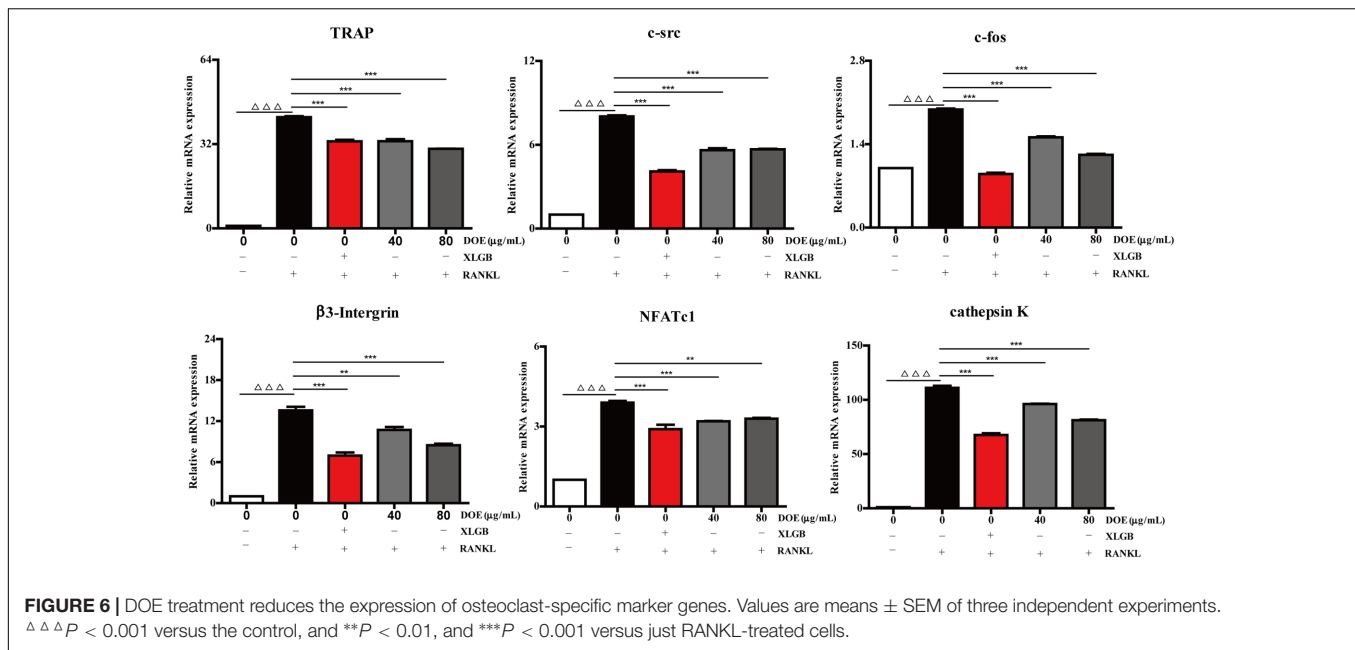 TRAP
Relative mRNA expression
64
32
0
△ △ △
***
***
***
0 0 0 40 80 DOE (μg/mL)
– – + – – XLGB
– + + + + RANKL
c-src
Relative mRNA expression
12
6
0
△ △ △
***
***
***
0 0 0 40 80 DOE (μg/mL)
– – + – – XLGB
– + + + + RANKL
c-fos
Relative mRNA expression
2.8
1.4
0.0
△ △ △
***
***
***
0 0 0 40 80 DOE (μg/mL)
– – + – – XLGB
– + + + + RANKL
β3-Intergrin
Relative mRNA expression
24
18
12
6
0
△ △ △
***
**
***
0 0 0 40 80 DOE (μg/mL)
– – + – – XLGB
– + + + + RANKL
NFATc1
Relative mRNA expression
6
3
0
△ △ △
**
***
***
0 0 0 40 80 DOE (μg/mL)
– – + – – XLGB
– + + + + RANKL
cathepsin K
Relative mRNA expression
150
100
50
0
△ △ △
***
***
***
0 0 0 40 80 DOE (μg/mL)
– – + – – XLGB
– + + + + RANKL
FIGURE 6 | DOE treatment reduces the expression of osteoclast-specific marker genes. Values are means ± SEM of three independent experiments.
△ △ △P < 0.001 versus the control, and **P < 0.01, and ***P < 0.001 versus just RANKL-treated cells.